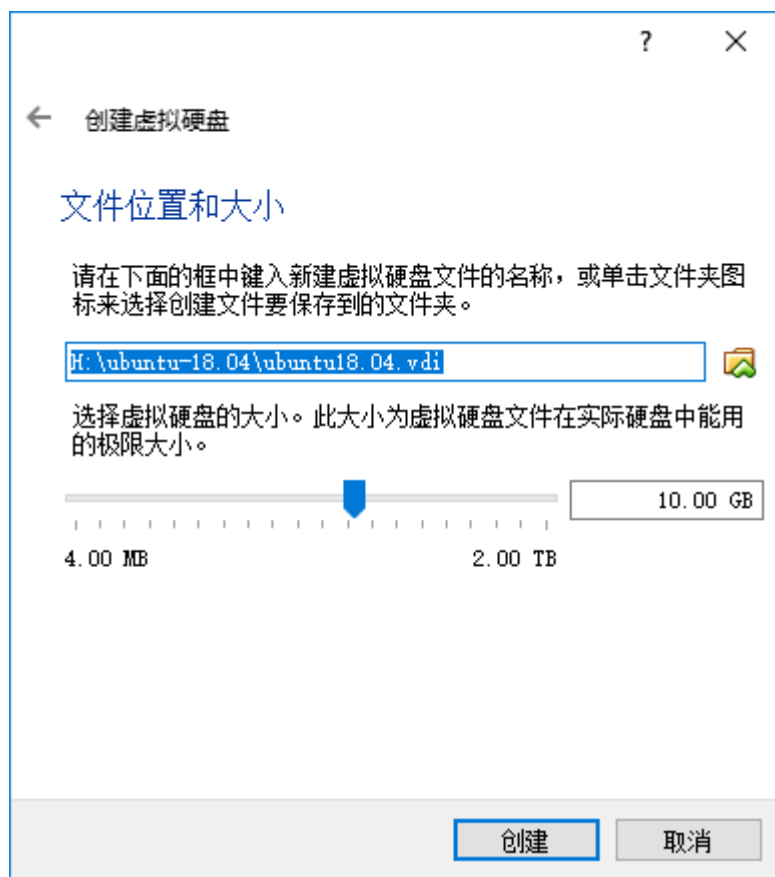 ?
创建虚拟硬盘
文件位置和大小
请在下面的框中键入新建虚拟硬盘文件的名称，或单击文件夹图
标来选择创建文件要保存到的文件夹。
H:\ubuntu-18.04\ubuntu18.04.vdi
选择虚拟硬盘的大小。此大小为虚拟硬盘文件在实际硬盘中能用
的极限大小。
10.00 GB
4.00 MB 2.00 TB
创建 取消